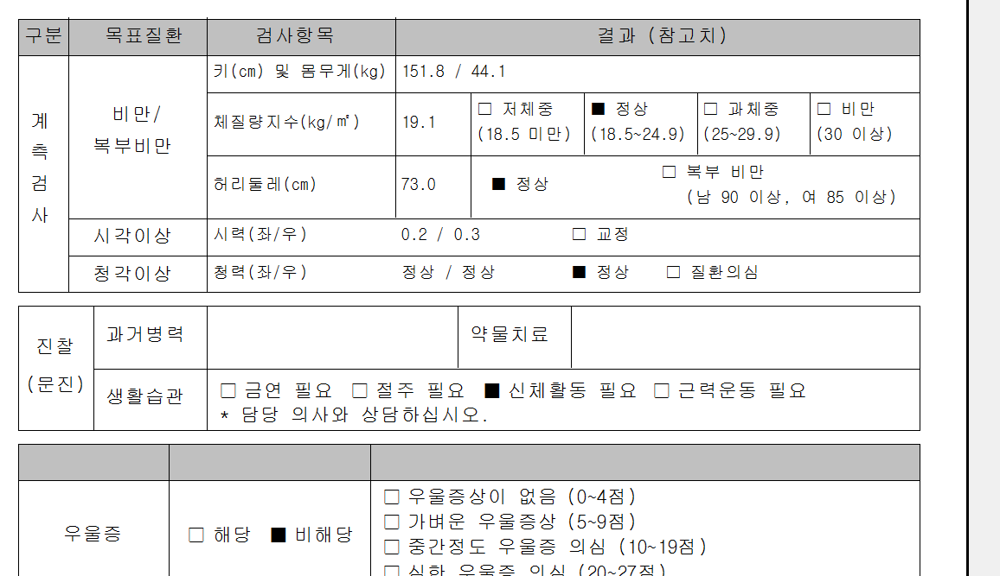 구분 목표질환 검사항목 결과 (참고치)
계측검사
비만/
복부비만
키(cm) 및 몸무게(kg) 151.8 / 44.1
체질량지수(kg/㎡) 19.1
□ 저체중 ■ 정상 □ 과체중 □ 비만
(18.5 미만) (18.5~24.9) (25~29.9) (30 이상)
허리둘레(cm) 73.0 ■ 정상 □ 복부 비만
(남 90 이상, 여 85 이상)
시각이상 시력(좌/우) 0.2 / 0.3 □ 교정
청각이상 청력(좌/우) 정상 / 정상 ■ 정상 □ 질환의심
진찰
(문진)
과거병력 약물치료
생활습관 □ 금연 필요 □ 절주 필요 ■ 신체활동 필요 □ 근력운동 필요
* 담당 의사와 상담하십시오.
우울증 □ 해당 ■ 비해당
□ 우울증상이 없음 (0~4점)
□ 가벼운 우울증상 (5~9점)
□ 중간정도 우울증 의심 (10~19점)
□ 심한 우울증 의심 (20~27점)